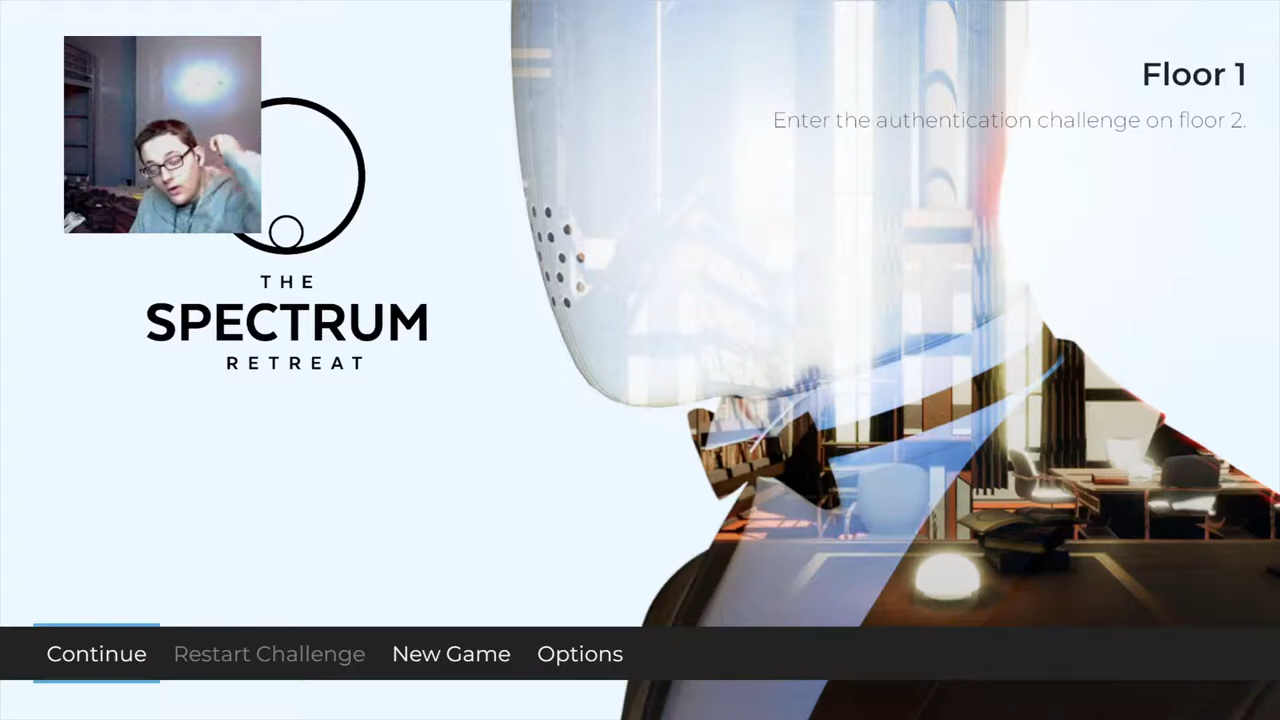 THE
SPECTRUM
RETREAT
Floor 1
Enter the authentication challenge on floor 2.
Continue
Restart Challenge
New Game
Options